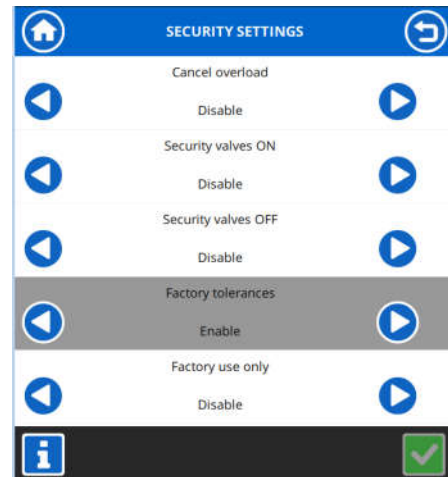 SECURITY SETTINGS
Cancel overload
Disable
Security valves ON
Disable
Security valves OFF
Disable
Factory tolerances
Enable
Factory use only
Disable